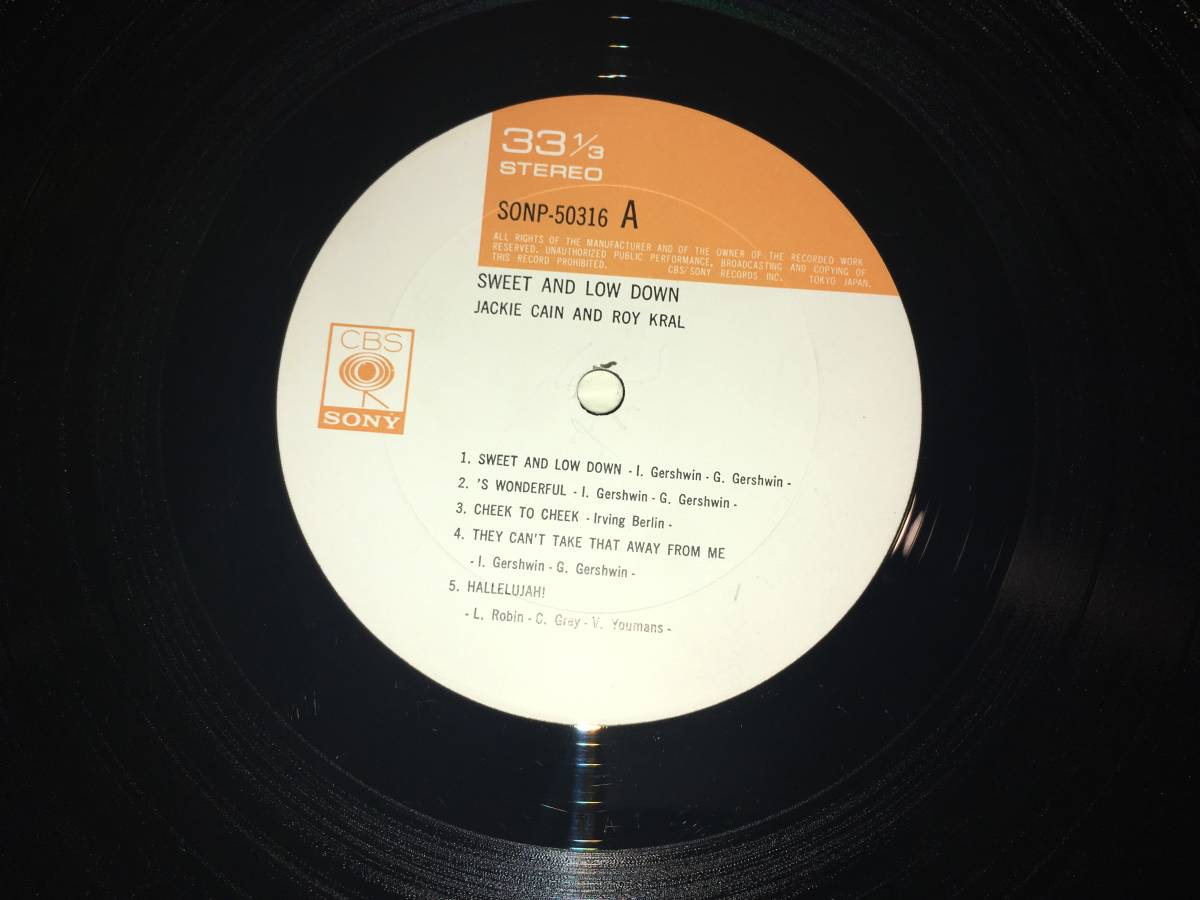 33 1/3
STEREO
SONP-50316 A
ALL RIGHTS OF THE MANUFACTURER AND OF THE OWNER OF THE RECORDED WORK
RESERVED. UNAUTHORIZED PUBLIC PERFORMANCE, BROADCASTING AND COPYING OF
THIS RECORD PROHIBITED. CBS/SONY RECORDS INC. TOKYO JAPAN.
SWEET AND LOW DOWN
JACKIE CAIN AND ROY KRAL
CBS
SONY
1. SWEET AND LOW DOWN - I. Gershwin - G. Gershwin -
2. 'S WONDERFUL - I. Gershwin - G. Gershwin -
3. CHEEK TO CHEEK - Irving Berlin -
4. THEY CAN'T TAKE THAT AWAY FROM ME
- I. Gershwin - G. Gershwin -
5. HALLELUJAH!
- L. Robin - C. Grey - V. Youmans -